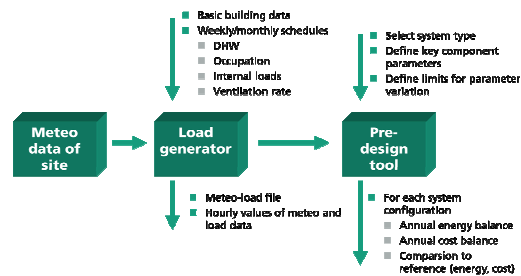 Basic building data
Weekly/monthly schedules
DHW
Occupation
Internal loads
Ventilation rate
Select system type
Define key component
parameters
Define limits for parameter
variation
Meteo
data of
site
Load
generator
Pre-
design
tool
Meteo-load file
Hourly values of meteo and
load data
For each system
configuration
Annual energy balance
Annual cost balance
Comparsion to
reference (energy, cost)